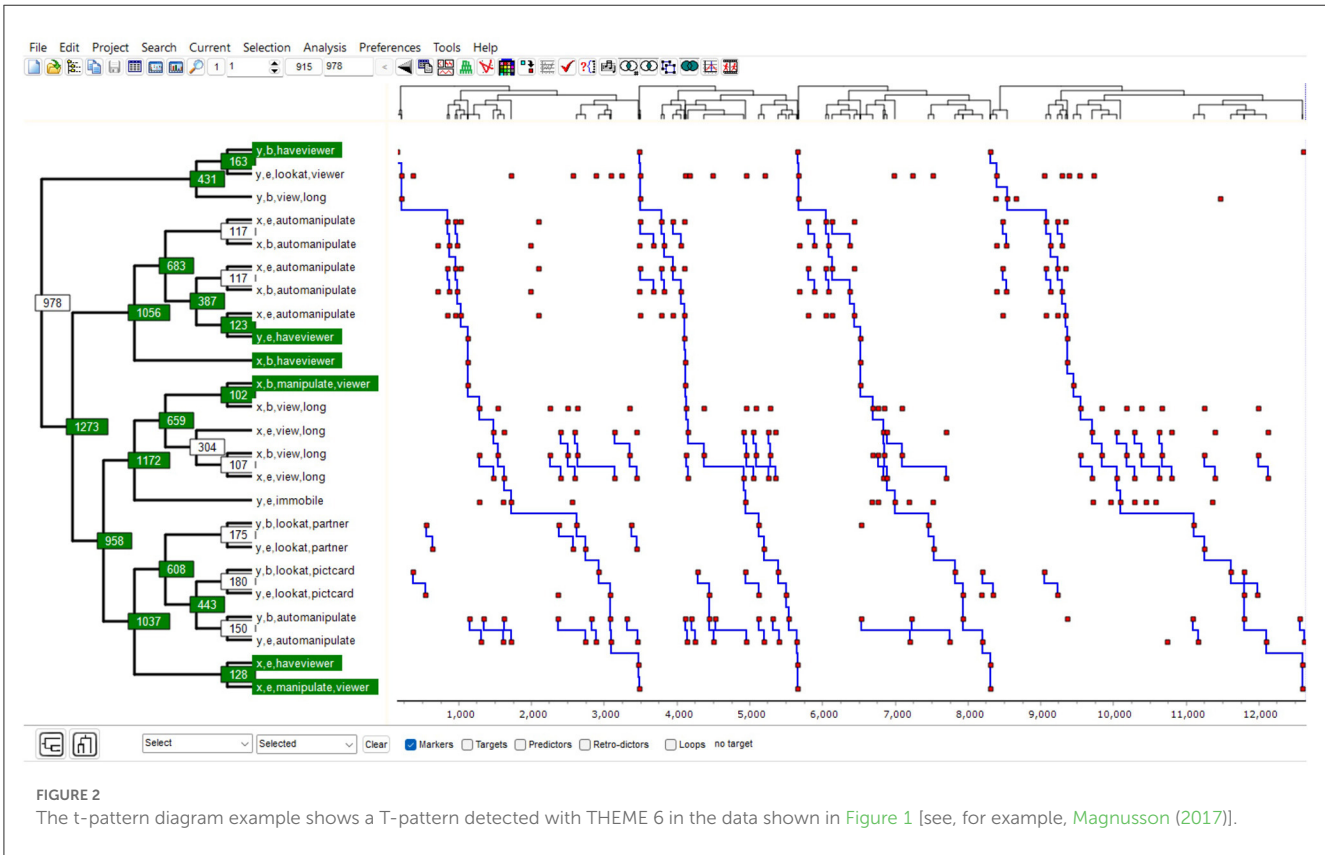 File Edit Project Search Current Selection Analysis Preferences Tools Help
1 1 915 978 <
y,b,haveviewer
163
y,e,lookat,viewer
431
y,b,view,long
x,e,automanipulate
117
x,b,automanipulate
683
x,e,automanipulate
117
x,b,automanipulate
387
978
1056
x,e,automanipulate
123
y,e,haveviewer
x,b,haveviewer
x,b,manipulate,viewer
102
x,b,view,long
659
1273
x,e,view,long
304
x,b,view,long
1172
107
x,e,view,long
y,e,immobile
y,b,lookat,partner
175
958
y,e,lookat,partner
608
y,b,lookat,pictcard
180
y,e,lookat,pictcard
443
y,b,automanipulate
1037
150
y,e,automanipulate
x,e,haveviewer
128
x,e,manipulate,viewer
1,000 2,000 3,000 4,000 5,000 6,000 7,000 8,000 9,000 10,000 11,000 12,000
Select Selected Clear Markers Targets Predictors Retro-dictors Loops no target
FIGURE 2
The t-pattern diagram example shows a T-pattern detected with THEME 6 in the data shown in Figure 1 [see, for example, Magnusson (2017)].